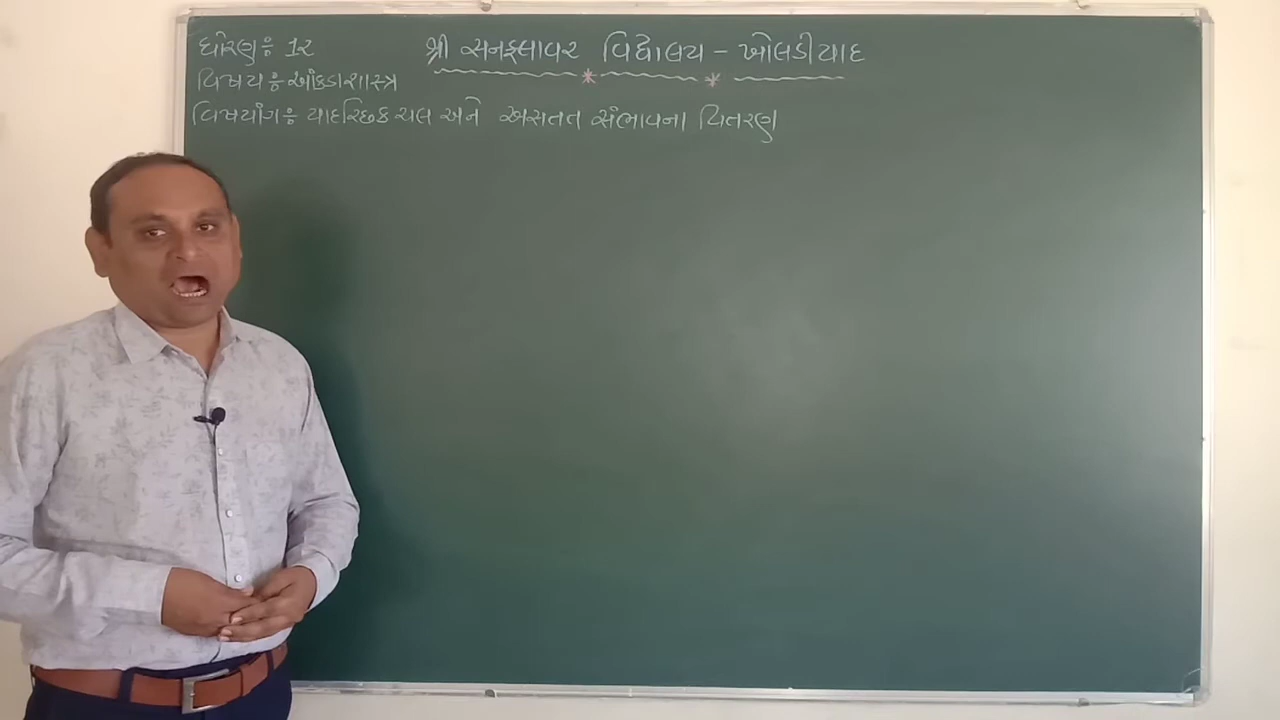 શ્રી સનફ્લાવર વિદ્યાલય - ખોલડીયાદ
ધોરણ ઃ 12
વિષય ઃ આંકડાશાસ્ત્ર
વિષયાંગ ઃ યાદચ્છિક ચલ અને અસતત સંભાવના વિતરણ